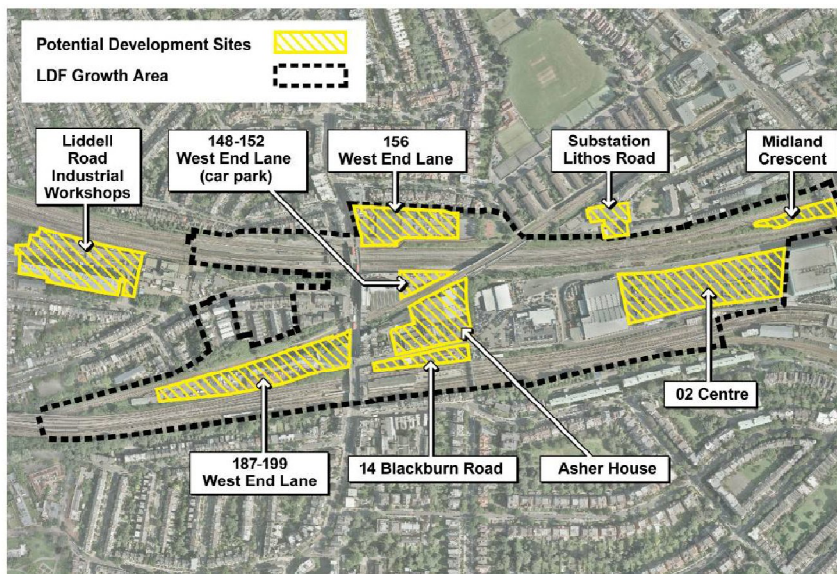 Potential Development Sites
LDF Growth Area
Liddell
Road
Industrial
Workshops
148-152
West End Lane
(car park)
156
West End Lane
Substation
Lithos Road
Midland
Crescent
02 Centre
187-199
West End Lane
14 Blackburn Road
Asher House